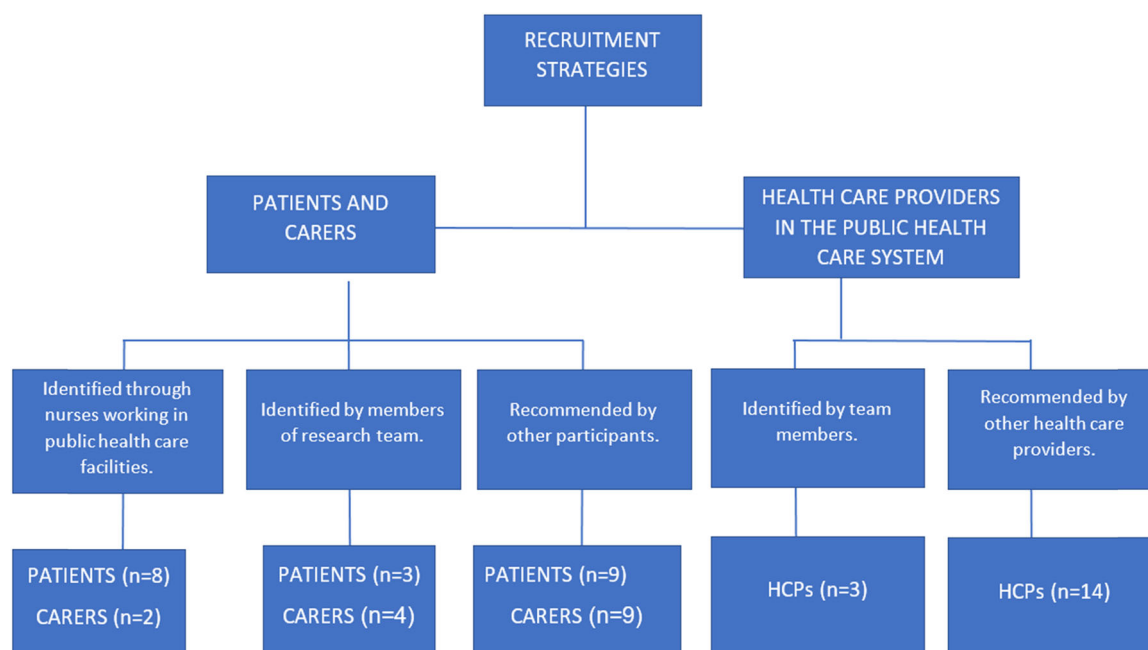 RECRUITMENT
STRATEGIES
PATIENTS AND
CARERS
HEALTH CARE PROVIDERS
IN THE PUBLIC HEALTH
CARE SYSTEM
Identified through
nurses working in
public health care
facilities.
Identified by members
of research team.
Recommended by
other participants.
Identified by team
members.
Recommended by
other health care
providers.
PATIENTS (n=8)
CARERS (n=2)
PATIENTS (n=3)
CARERS (n=4)
PATIENTS (n=9)
CARERS (n=9)
HCPs (n=3)
HCPs (n=14)